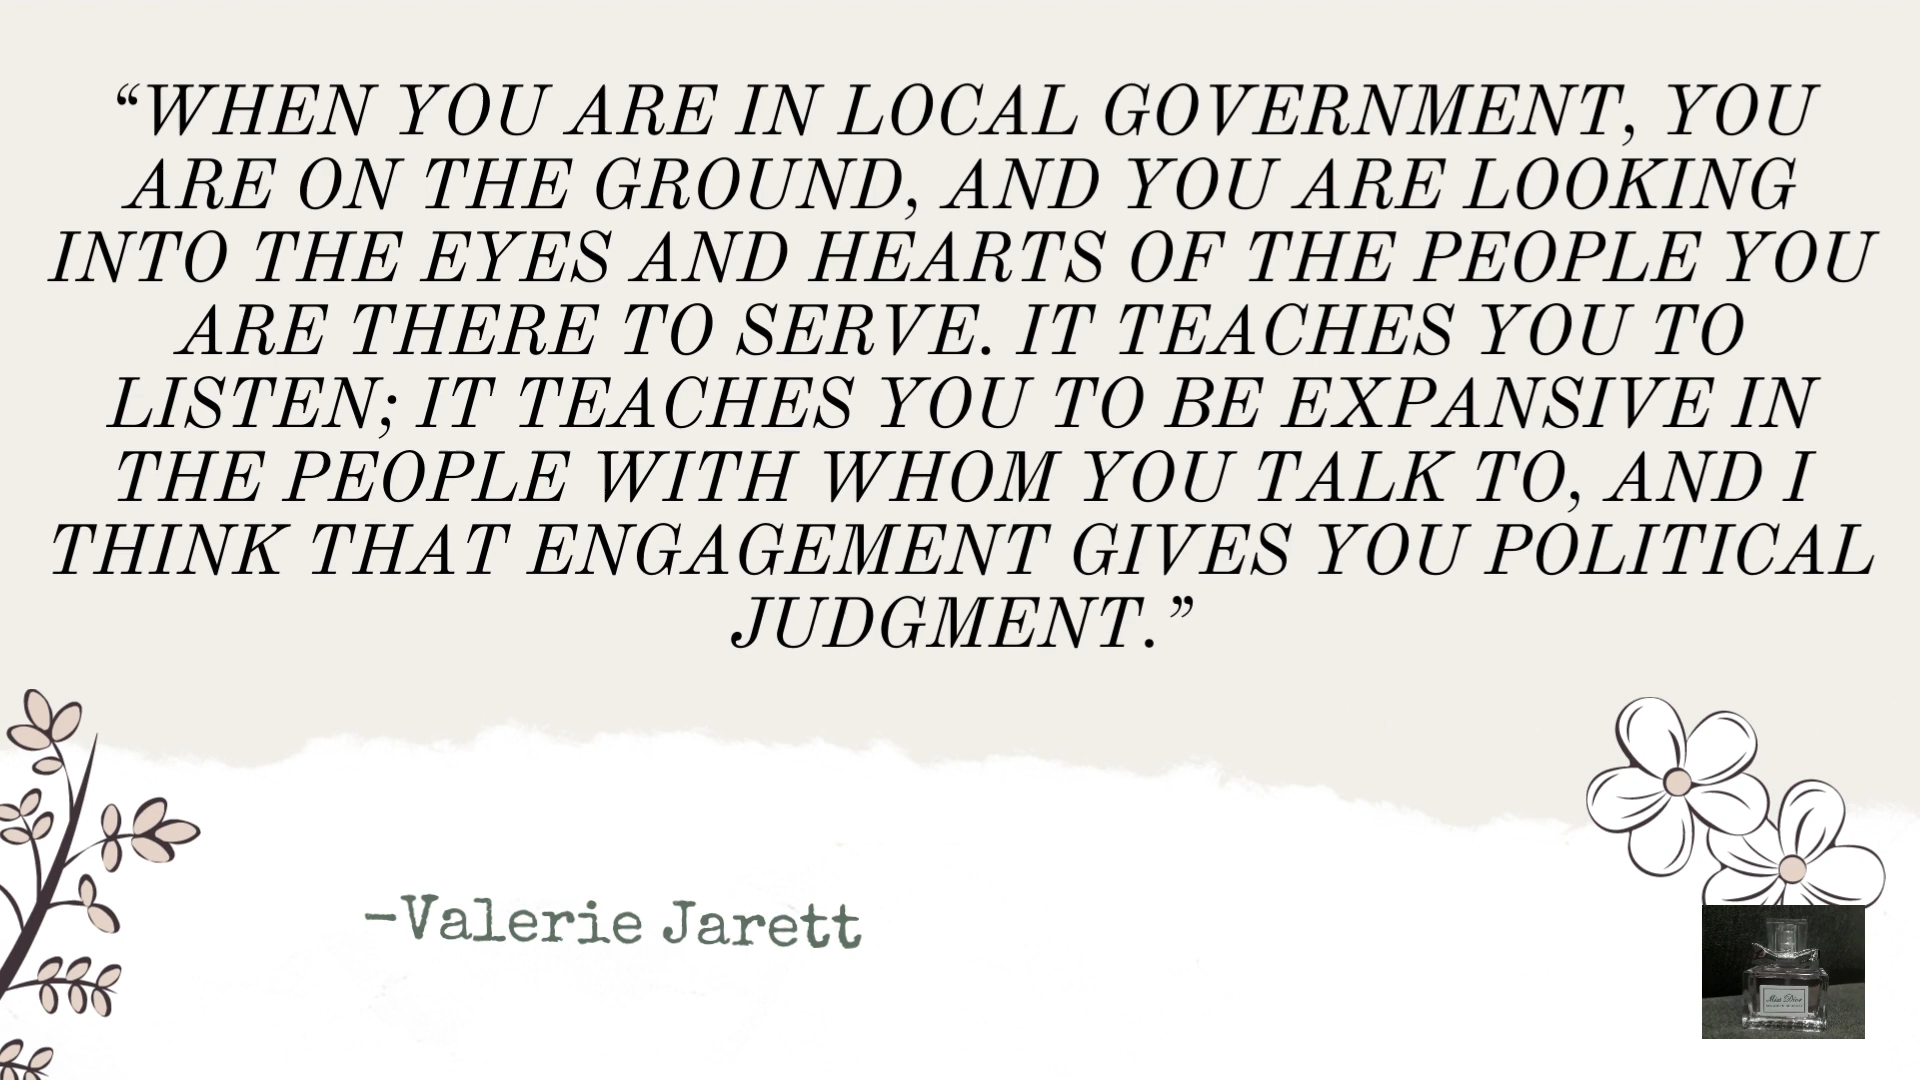 “WHEN YOU ARE IN LOCAL GOVERNMENT, YOU
ARE ON THE GROUND, AND YOU ARE LOOKING
INTO THE EYES AND HEARTS OF THE PEOPLE YOU
ARE THERE TO SERVE. IT TEACHES YOU TO
LISTEN; IT TEACHES YOU TO BE EXPANSIVE IN
THE PEOPLE WITH WHOM YOU TALK TO, AND I
THINK THAT ENGAGEMENT GIVES YOU POLITICAL
JUDGMENT.”
-Valerie Jarett
Miss Dior